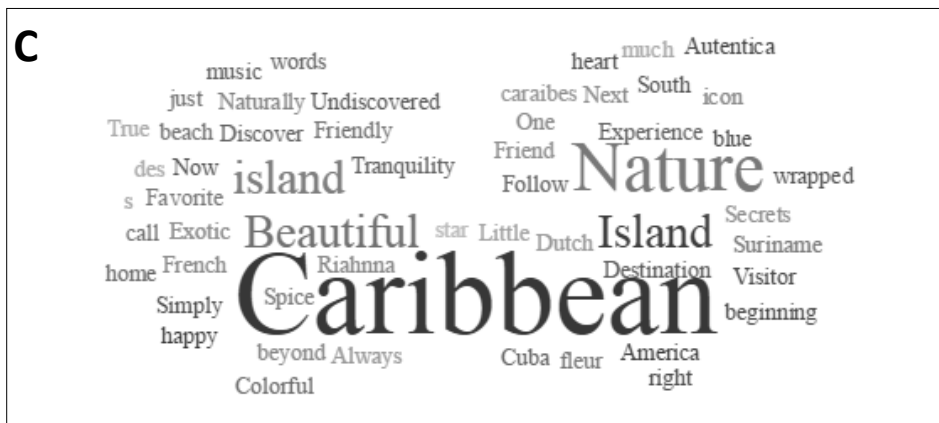 C
words
music
just Naturally Undiscovered
True beach Discover Friendly
des Now island Tranquility
s Favorite
call Exotic Beautiful star Little Dutch Island
home French Riahnna
Simply Spice Caribbean
happy
beyond Always
Colorful
heart much Autentica
caraibes Next South icon
One Experience blue
Friend
Follow Nature wrapped
Secrets
Suriname
Destination Visitor
beginning
Cuba fleur America
right